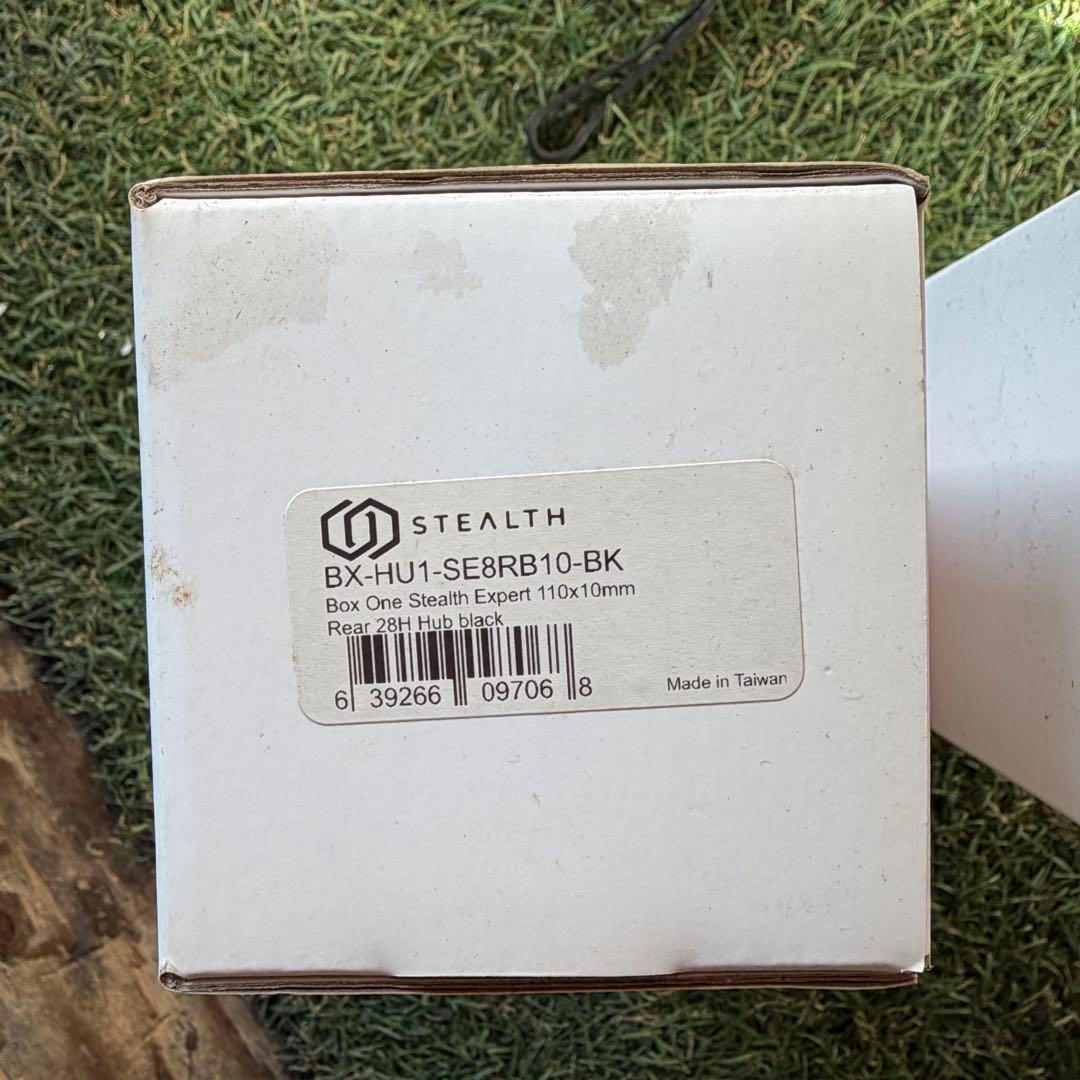 STEALTH
BX-HU1-SE8RB10-BK
Box One Stealth Expert 110x10mm
Rear 28H Hub black
6 39266 09706 8
Made in Taiwan